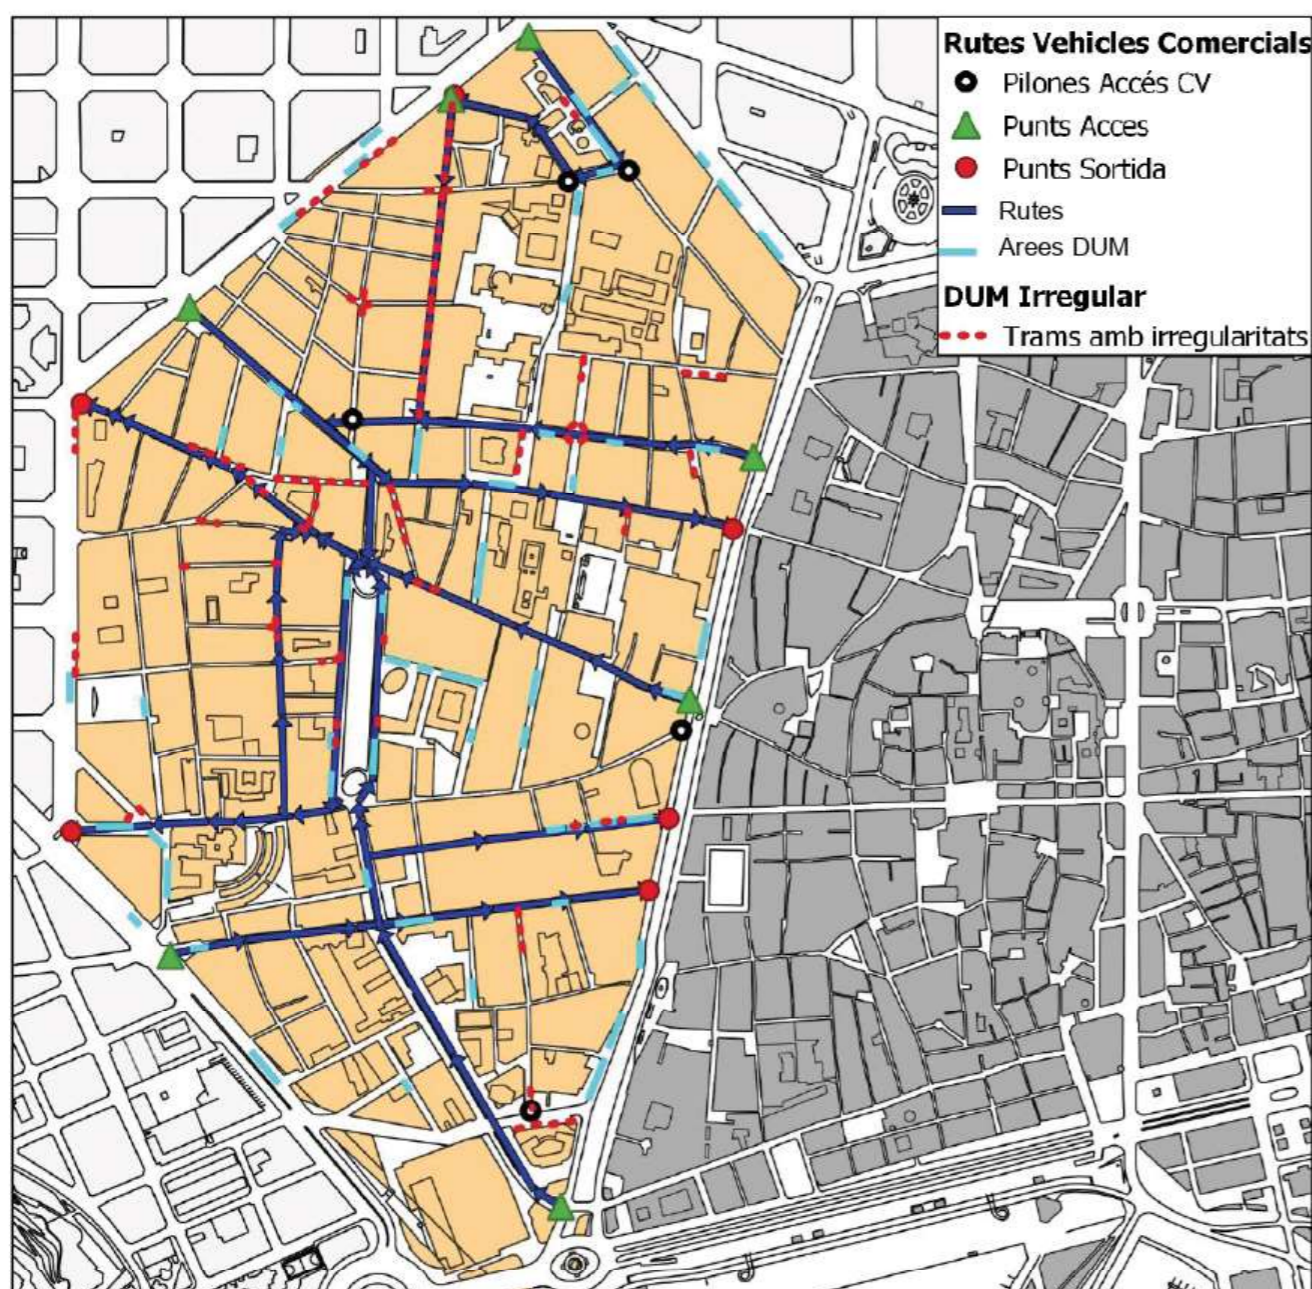 Rutes Vehicles Comercials
Pilones Accés CV
Punts Acces
Punts Sortida
Rutes
Arees DUM
DUM Irregular
Trams amb irregularitats